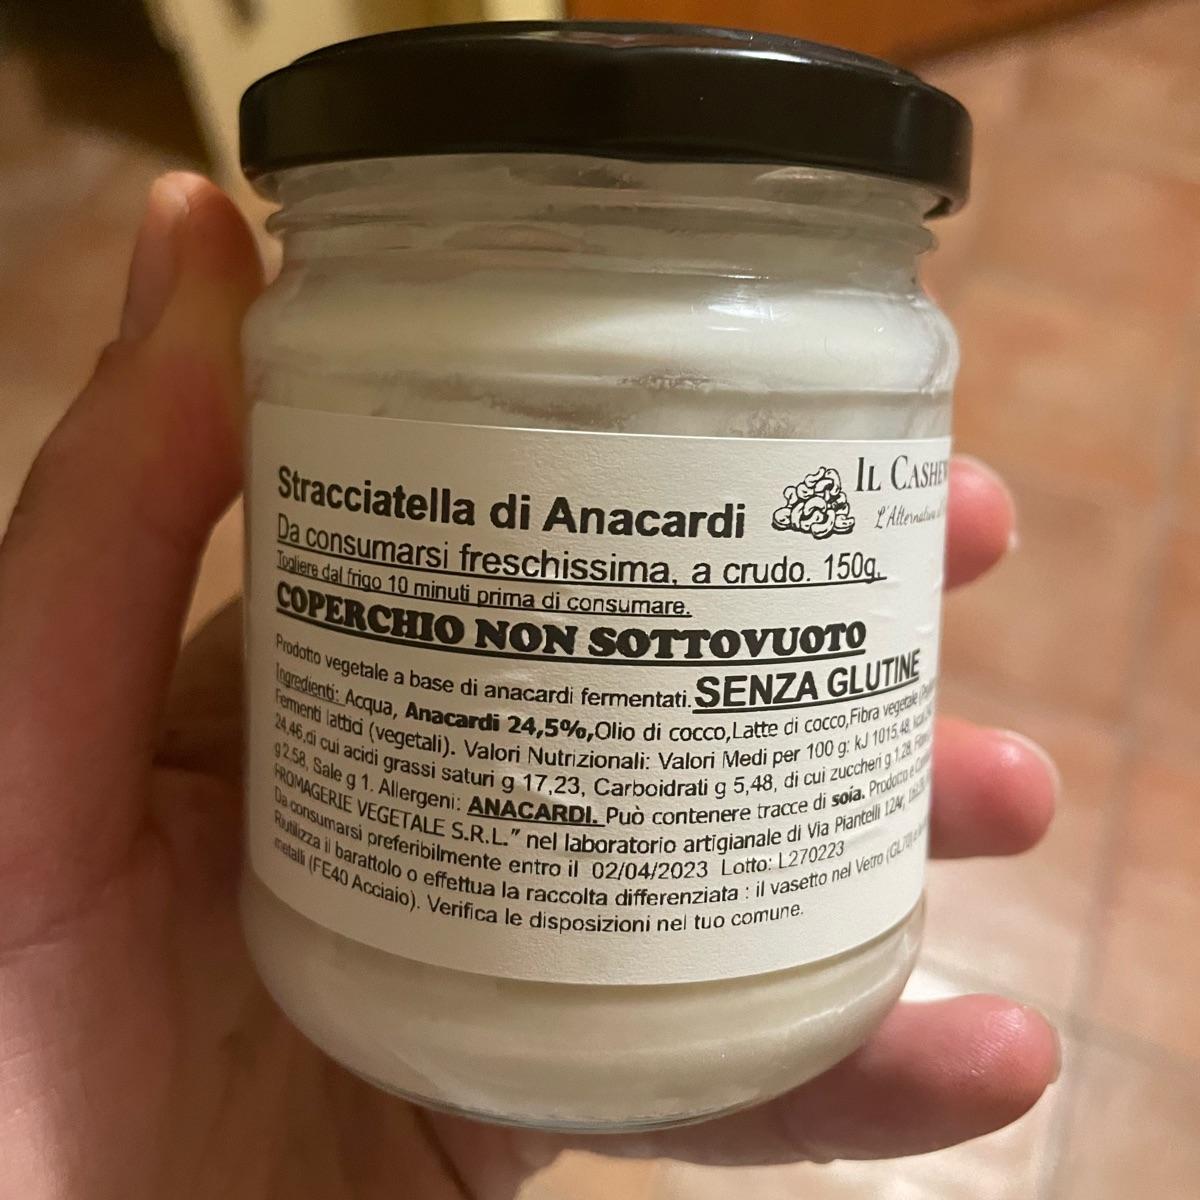 Stracciatella di Anacardi
IL CASHEW
L'Alternativa
Da consumarsi freschissima, a crudo. 150g.
Togliere dal frigo 10 minuti prima di consumare.
COPERCHIO NON SOTTOVUOTO
Prodotto vegetale a base di anacardi fermentati. SENZA GLUTINE
Ingredienti: Acqua, Anacardi 24,5%,Olio di cocco,Latte di cocco,Fibra vegetale
Fermenti lattici (vegetali). Valori Nutrizionali: Valori Medi per 100 g: kJ 1015,48, kcal
24,46,di cui acidi grassi saturi g 17,23, Carboidrati g 5,48, di cui zuccheri g 1,28,
g 2,58, Sale g 1. Allergeni: ANACARDI. Può contenere tracce di soia. Prodotto e
FROMAGERIE VEGETALE S.R.L." nel laboratorio artigianale di Via Piantelli 12Ar,
Da consumarsi preferibilmente entro il 02/04/2023 Lotto: L270223
Riutilizza il barattolo o effettua la raccolta differenziata : il vasetto nel Vetro (GL/70) e
metalli (FE40 Acciaio). Verifica le disposizioni nel tuo comune.